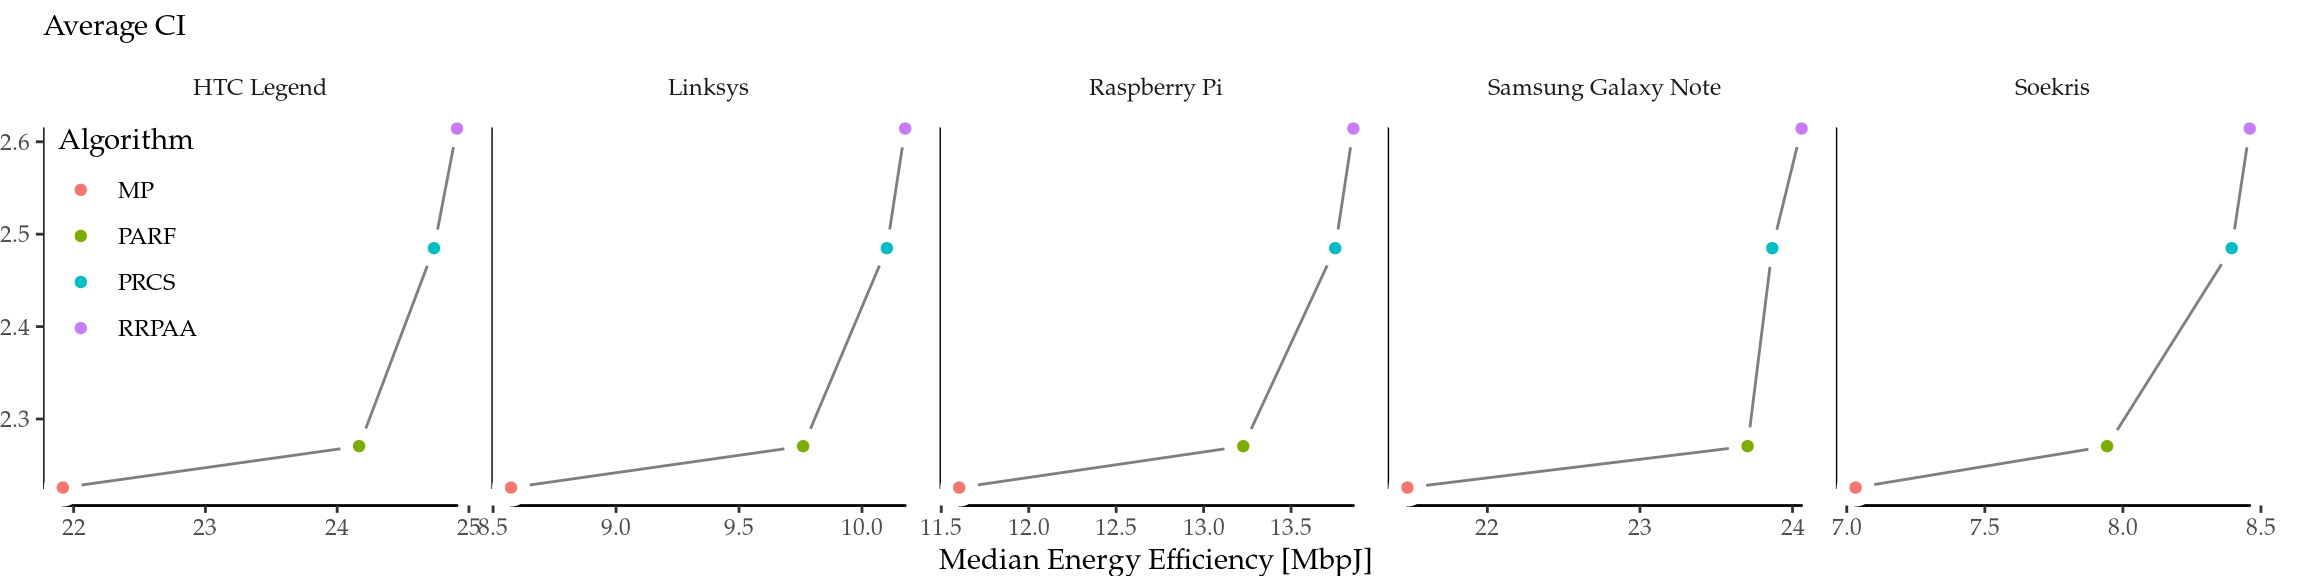 Average CI
HTC Legend
Linksys
Raspberry Pi
Samsung Galaxy Note
Soekris
2.6
2.5
2.4
2.3
Algorithm
MP
PARF
PRCS
RRPAA
22 23 24 25
8.5 9.0 9.5 10.0
11.5 12.0 12.5 13.0 13.5
22 23 24
7.0 7.5 8.0 8.5
Median Energy Efficiency [MbpJ]